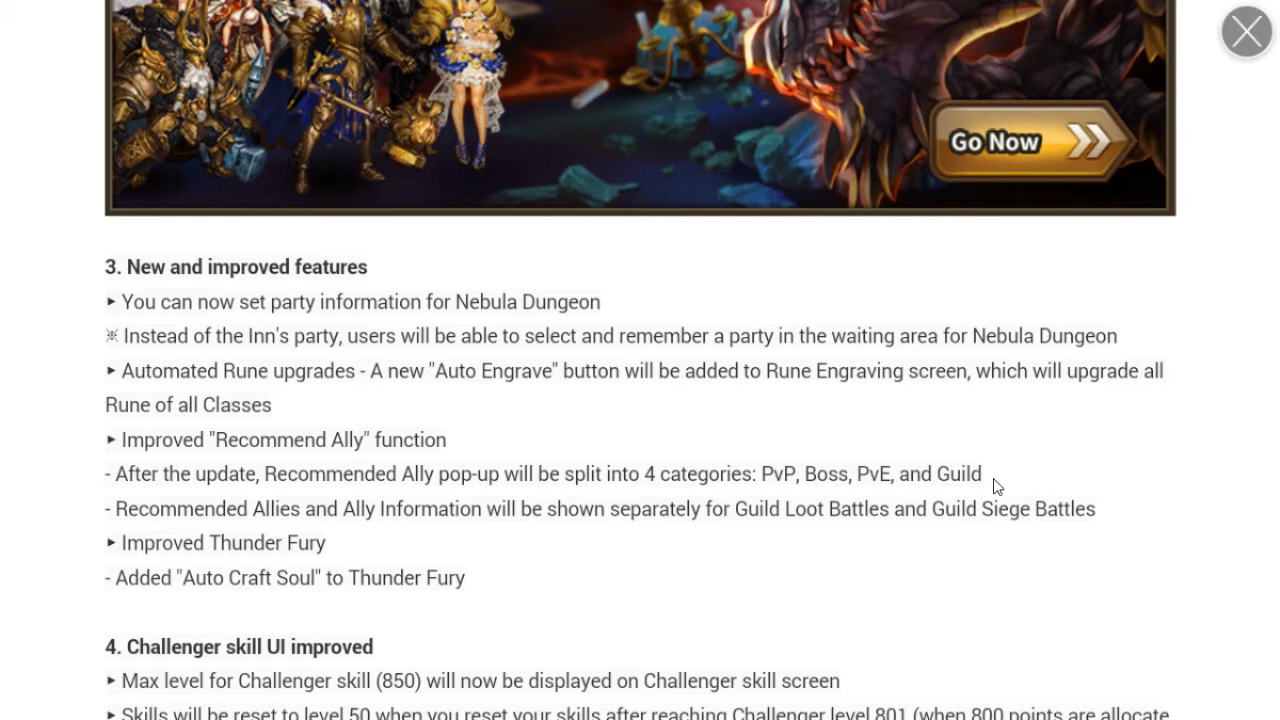 Go Now
3. New and improved features
‣ You can now set party information for Nebula Dungeon
※ Instead of the Inn's party, users will be able to select and remember a party in the waiting area for Nebula Dungeon
‣ Automated Rune upgrades - A new "Auto Engrave" button will be added to Rune Engraving screen, which will upgrade all
Rune of all Classes
‣ Improved "Recommend Ally" function
- After the update, Recommended Ally pop-up will be split into 4 categories: PvP, Boss, PvE, and Guild
- Recommended Allies and Ally Information will be shown separately for Guild Loot Battles and Guild Siege Battles
‣ Improved Thunder Fury
- Added "Auto Craft Soul" to Thunder Fury
4. Challenger skill UI improved
‣ Max level for Challenger skill (850) will now be displayed on Challenger skill screen
‣ Skills will be reset to level 50 when you reset your skills after reaching Challenger level 801 (when 800 points are allocate